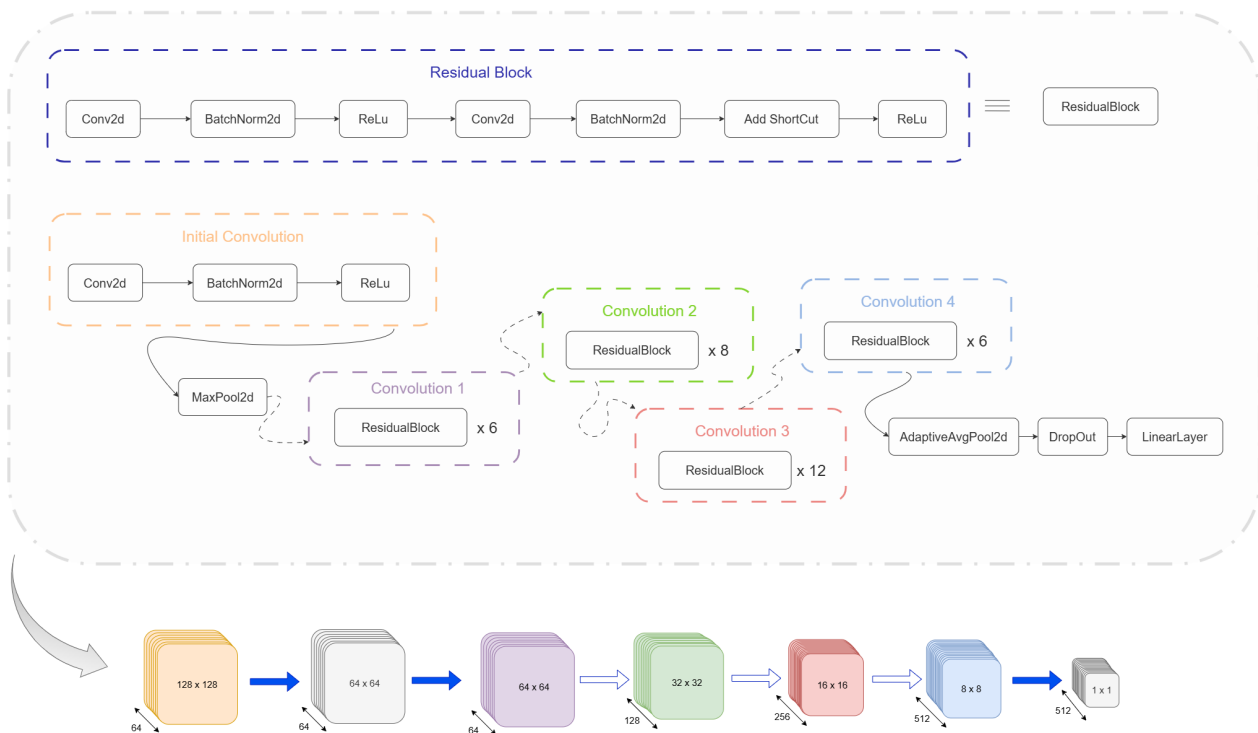 Residual Block
Conv2d
BatchNorm2d
ReLu
Conv2d
BatchNorm2d
Add ShortCut
ReLu
ResidualBlock
Initial Convolution
Conv2d
BatchNorm2d
ReLu
MaxPool2d
Convolution 1
ResidualBlock x 6
Convolution 2
ResidualBlock x 8
Convolution 3
ResidualBlock x 12
Convolution 4
ResidualBlock x 6
AdaptiveAvgPool2d
DropOut
LinearLayer
128 x 128
64
64 x 64
64
64 x 64
64
32 x 32
128
16 x 16
256
8 x 8
512
1 x 1
512